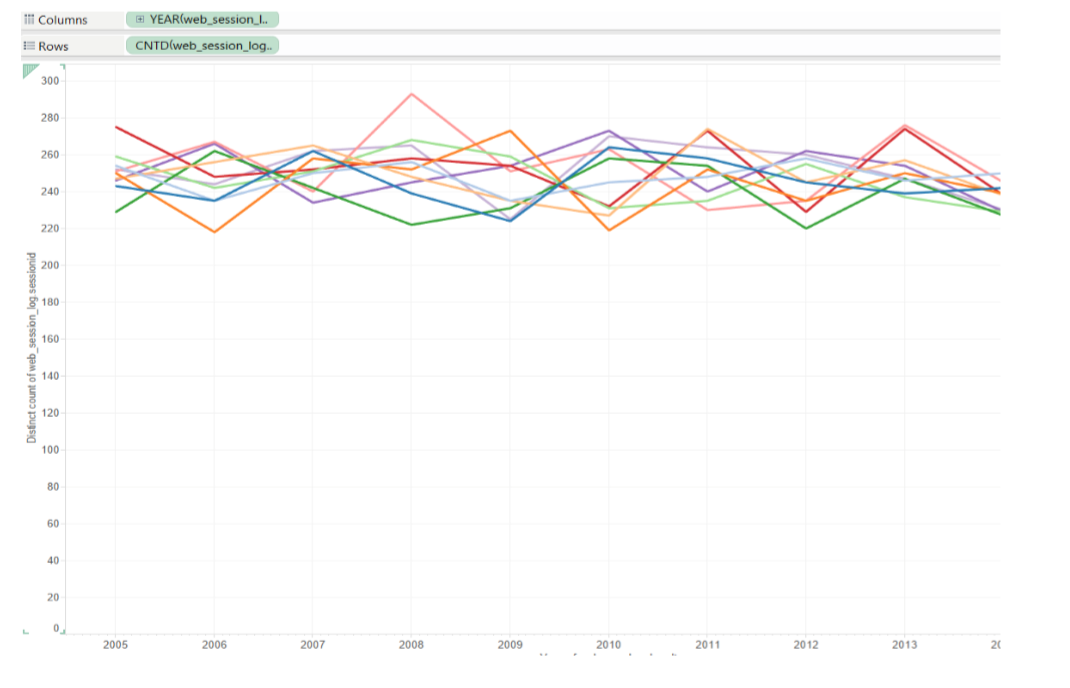 Columns
YEAR(web_session_l..
Rows
CNTD(web_session_log..
300
280
260
240
220
200
180
160
140
120
100
80
60
40
20
0
Distinct count of web_session_log.sessionid
2005 2006 2007 2008 2009 2010 2011 2012 2013